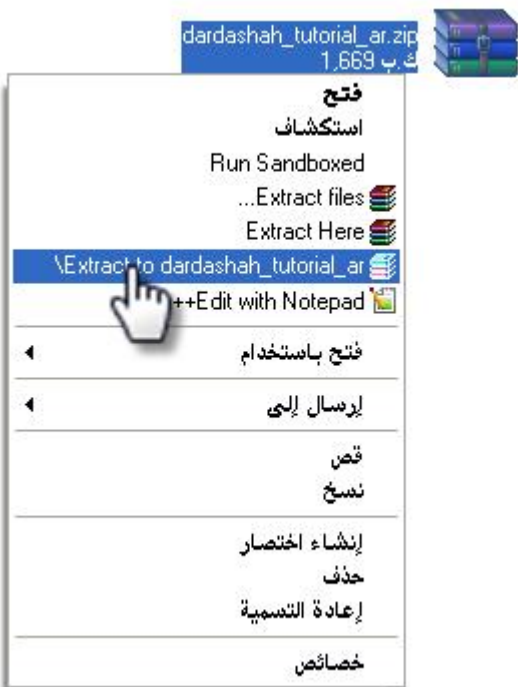 dardashah_tutorial_ar.zip
1,669 ك.ب
فتح
استكشاف
Run Sandboxed
...Extract files
Extract Here
\Extract to dardashah_tutorial_ar
++Edit with Notepad
فتح باستخدام
إرسال إلى
قص
نسخ
إنشاء اختصار
حذف
إعادة التسمية
خصائص